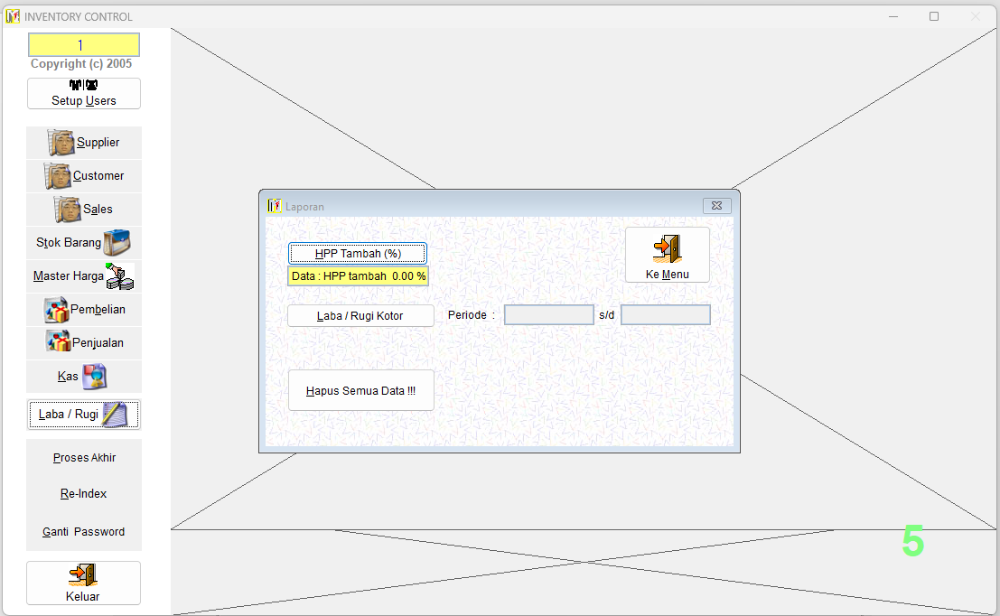 INVENTORY CONTROL
1
Copyright (c) 2005
Setup Users
Supplier
Customer
Sales
Stok Barang
Master Harga
Pembelian
Penjualan
Kas
Laba / Rugi
Proses Akhir
Re-Index
Ganti Password
Keluar
Laporan
HPP Tambah (%)
Data : HPP tambah 0.00 %
Ke Menu
Laba / Rugi Kotor Periode : s/d
Hapus Semua Data !!!
5